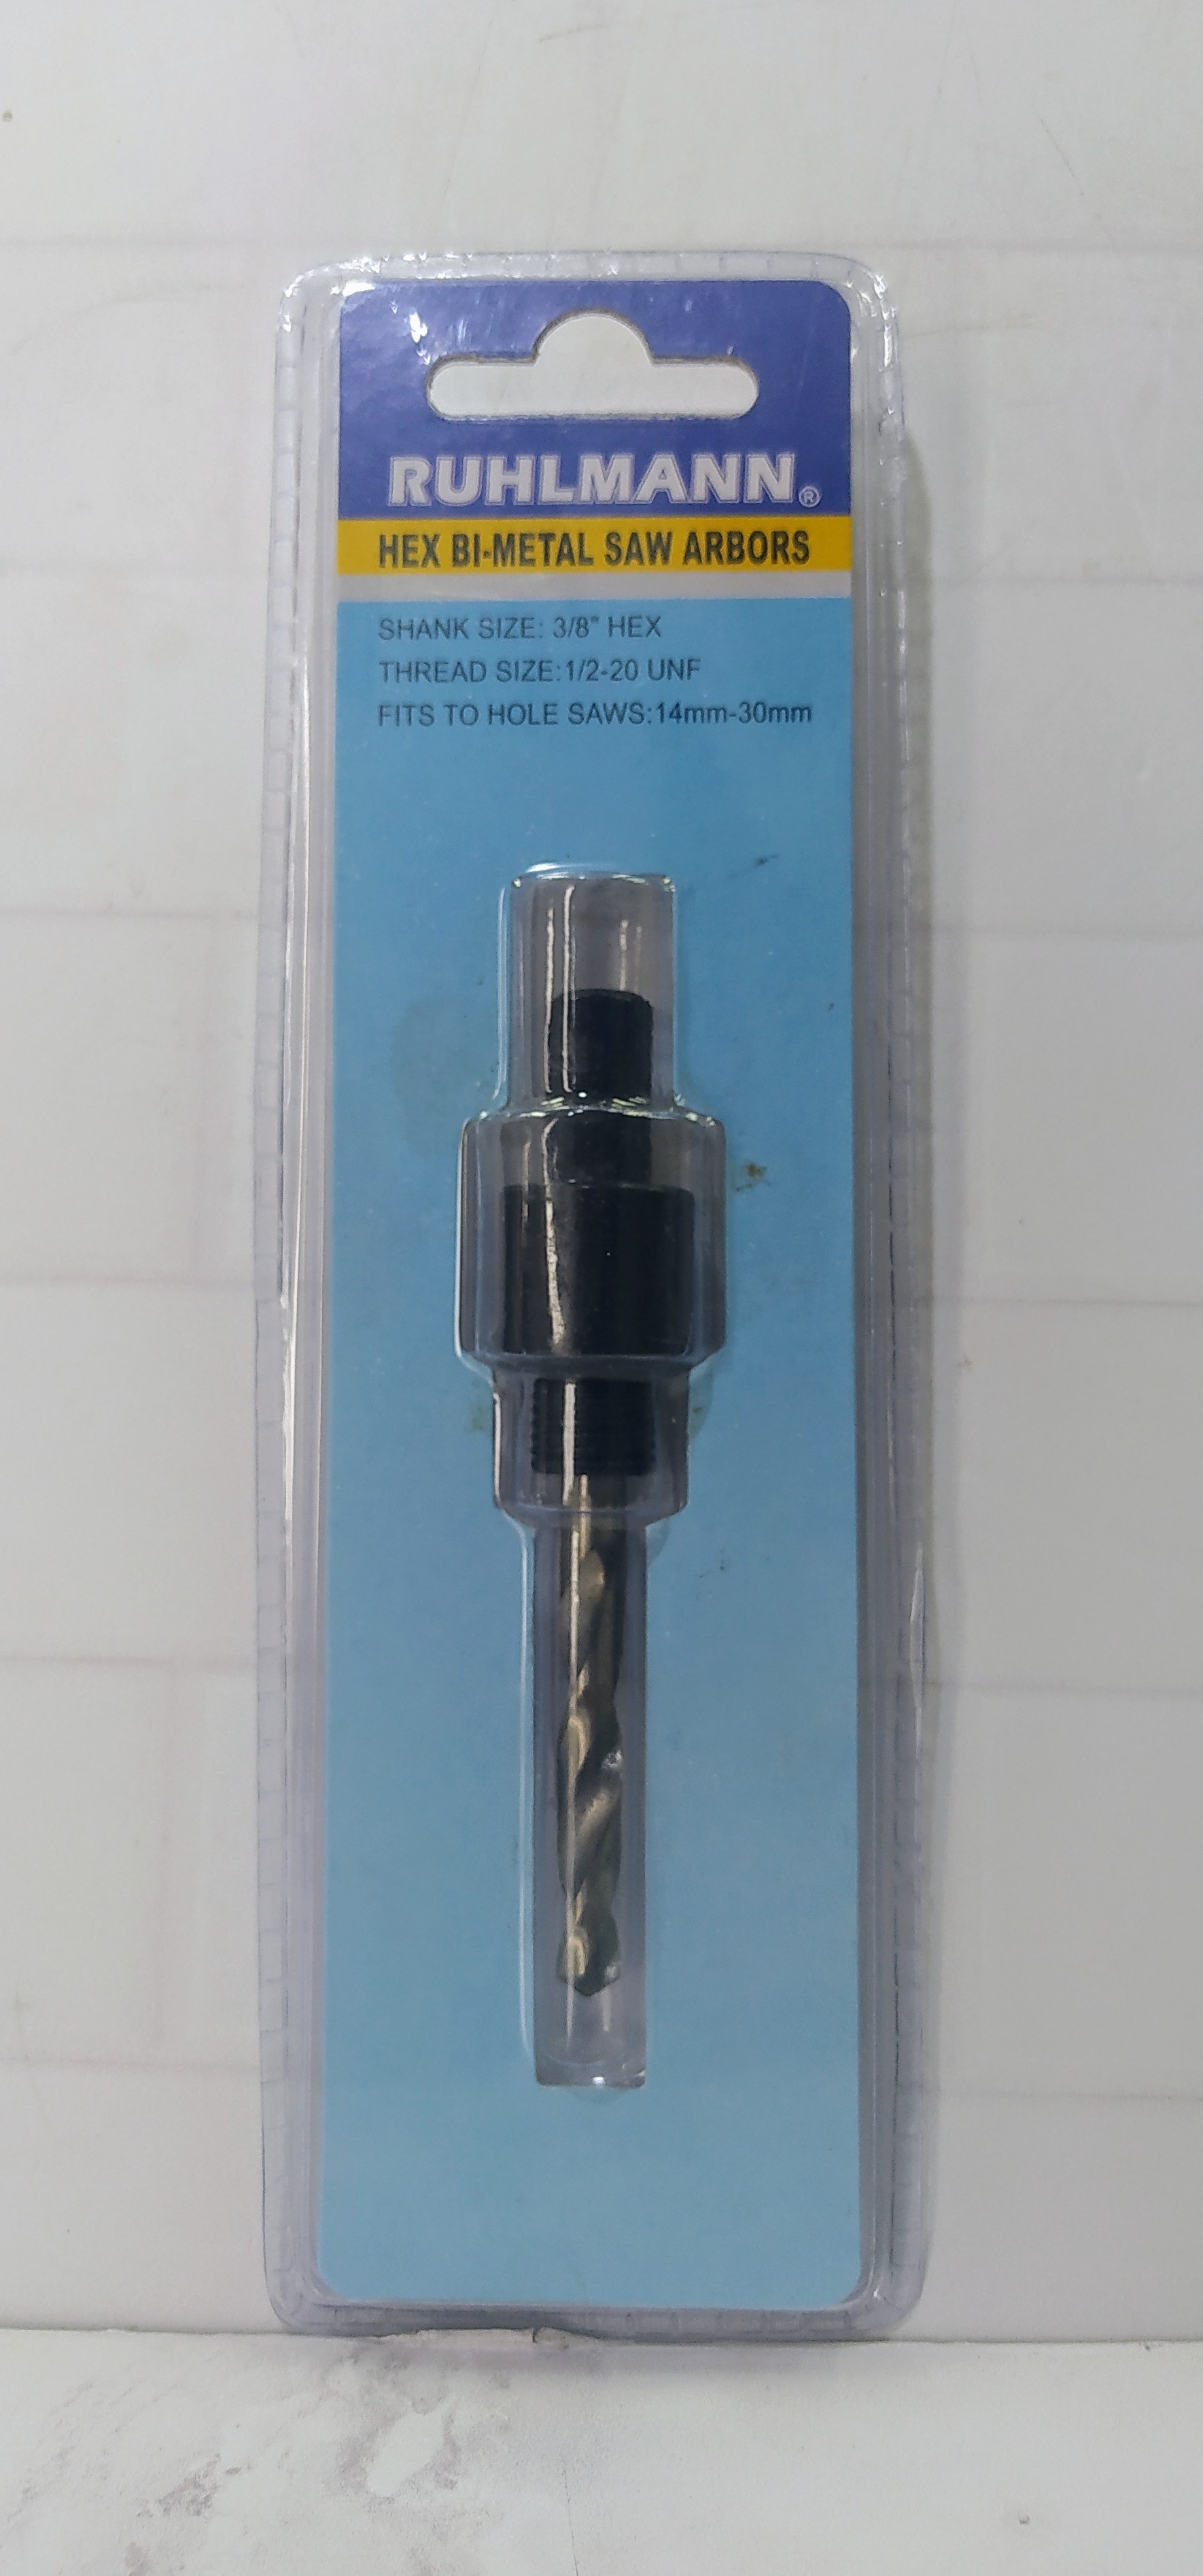 RUHLMANN®
HEX BI-METAL SAW ARBORS
SHANK SIZE: 3/8" HEX
THREAD SIZE:1/2-20 UNF
FITS TO HOLE SAWS:14mm-30mm